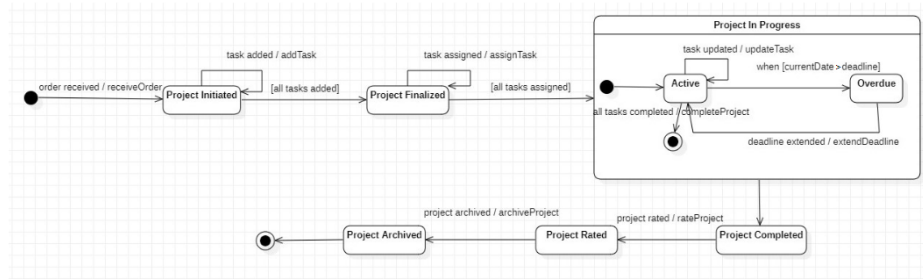 Project In Progress
task added / addTask
task assigned / assignTask
task updated / updateTask
when [currentDate>deadline]
order received / receiveOrder
Project Initiated
[all tasks added]
Project Finalized
[all tasks assigned]
Active
Overdue
all tasks completed / completeProject
deadline extended / extendDeadline
project archived / archiveProject
project rated / rateProject
Project Archived
Project Rated
Project Completed